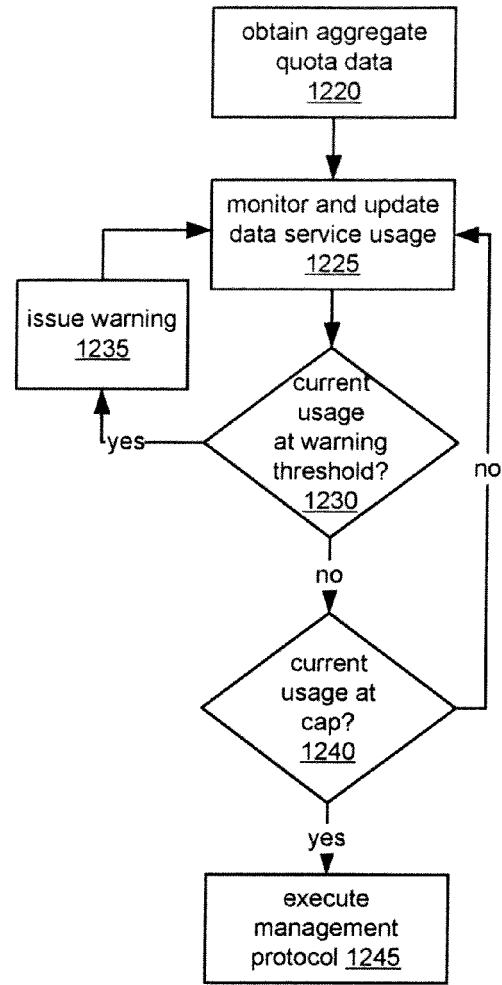 obtain aggregate
quota data
1220
monitor and update
data service usage
1225
issue warning
1235
current
usage
at warning
threshold?
1230
yes
no
no
current
usage at
cap?
1240
yes
execute
management
protocol 1245